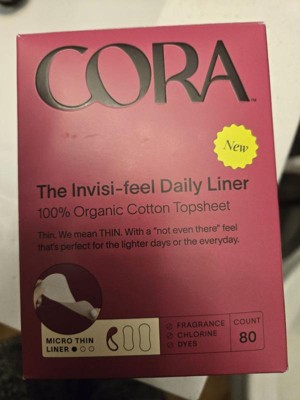 CORA™
New
The Invisi-feel Daily Liner
100% Organic Cotton Topsheet
Thin. We mean THIN. With a "not even there" feel
that's perfect for the lighter days or the everyday.
MICRO THIN
LINER
FRAGRANCE
CHLORINE
DYES
COUNT
80